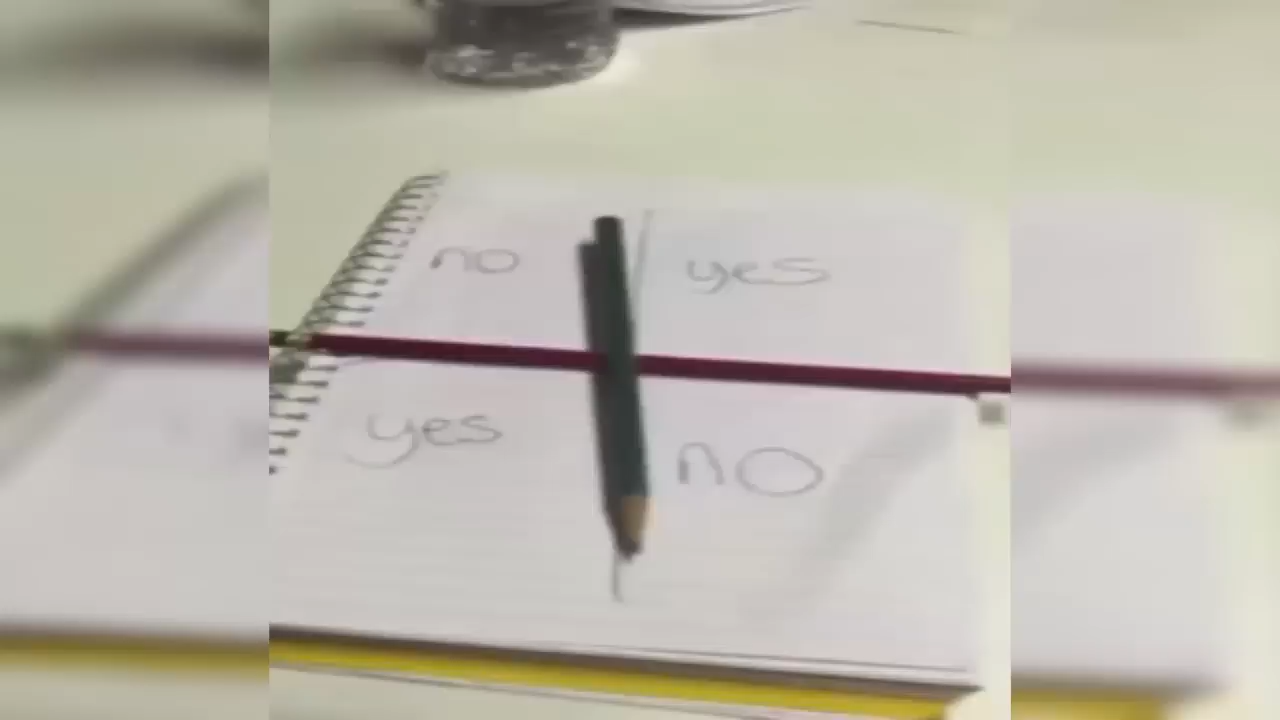 no yes
yes no